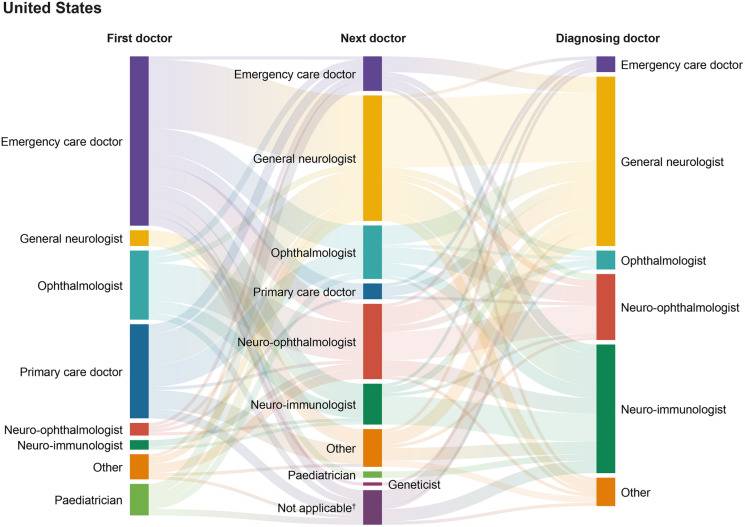 United States
First doctor
Next doctor
Diagnosing doctor
Emergency care doctor
General neurologist
Ophthalmologist
Primary care doctor
Neuro-ophthalmologist
Neuro-immunologist
Other
Paediatrician
Emergency care doctor
General neurologist
Ophthalmologist
Primary care doctor
Neuro-ophthalmologist
Neuro-immunologist
Other
Paediatrician
Geneticist
Not applicable†
Emergency care doctor
General neurologist
Ophthalmologist
Neuro-ophthalmologist
Neuro-immunologist
Other